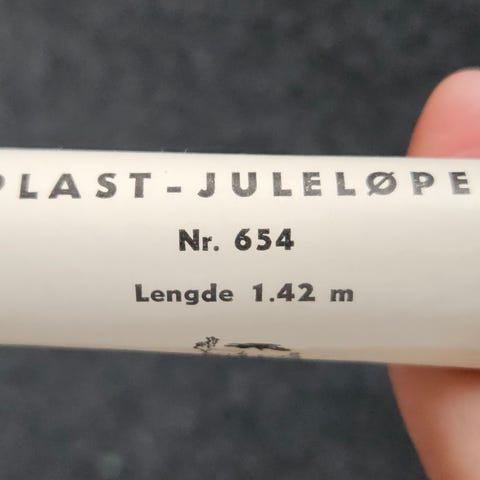 PLAST-JULELØPE
Nr. 654
Lengde 1.42 m